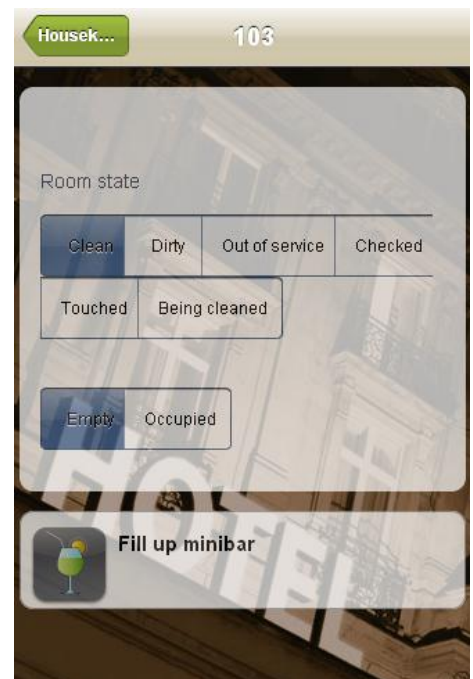 Housek... 103
Room state
Clean Dirty Out of service Checked
Touched Being cleaned
Empty Occupied
Fill up minibar
HOTEL